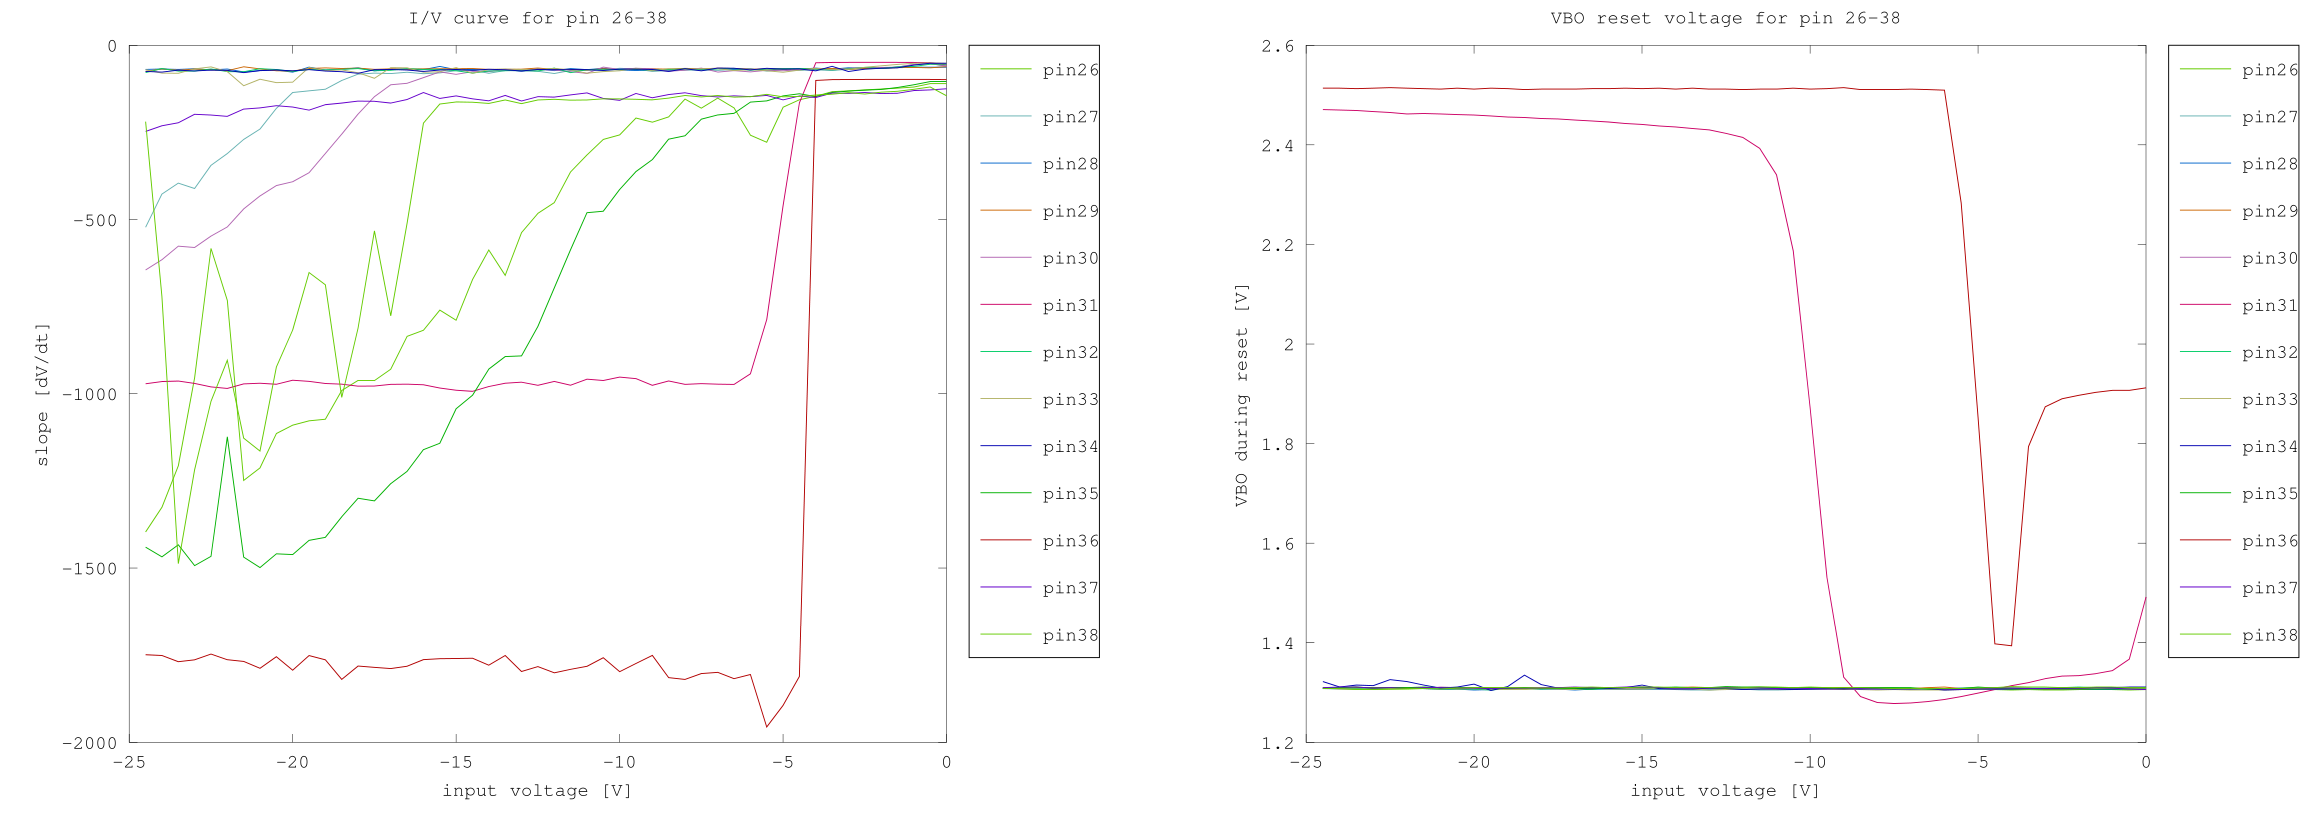 I/V curve for pin 26-38
0
-500
-1000
-1500
-2000
slope [dV/dt]
-25
-20
-15
-10
-5
0
input voltage [V]
pin26
pin27
pin28
pin29
pin30
pin31
pin32
pin33
pin34
pin35
pin36
pin37
pin38
VBO reset voltage for pin 26-38
2.6
2.4
2.2
2
1.8
1.6
1.4
1.2
VBO during reset [V]
-25
-20
-15
-10
-5
0
input voltage [V]
pin26
pin27
pin28
pin29
pin30
pin31
pin32
pin33
pin34
pin35
pin36
pin37
pin38